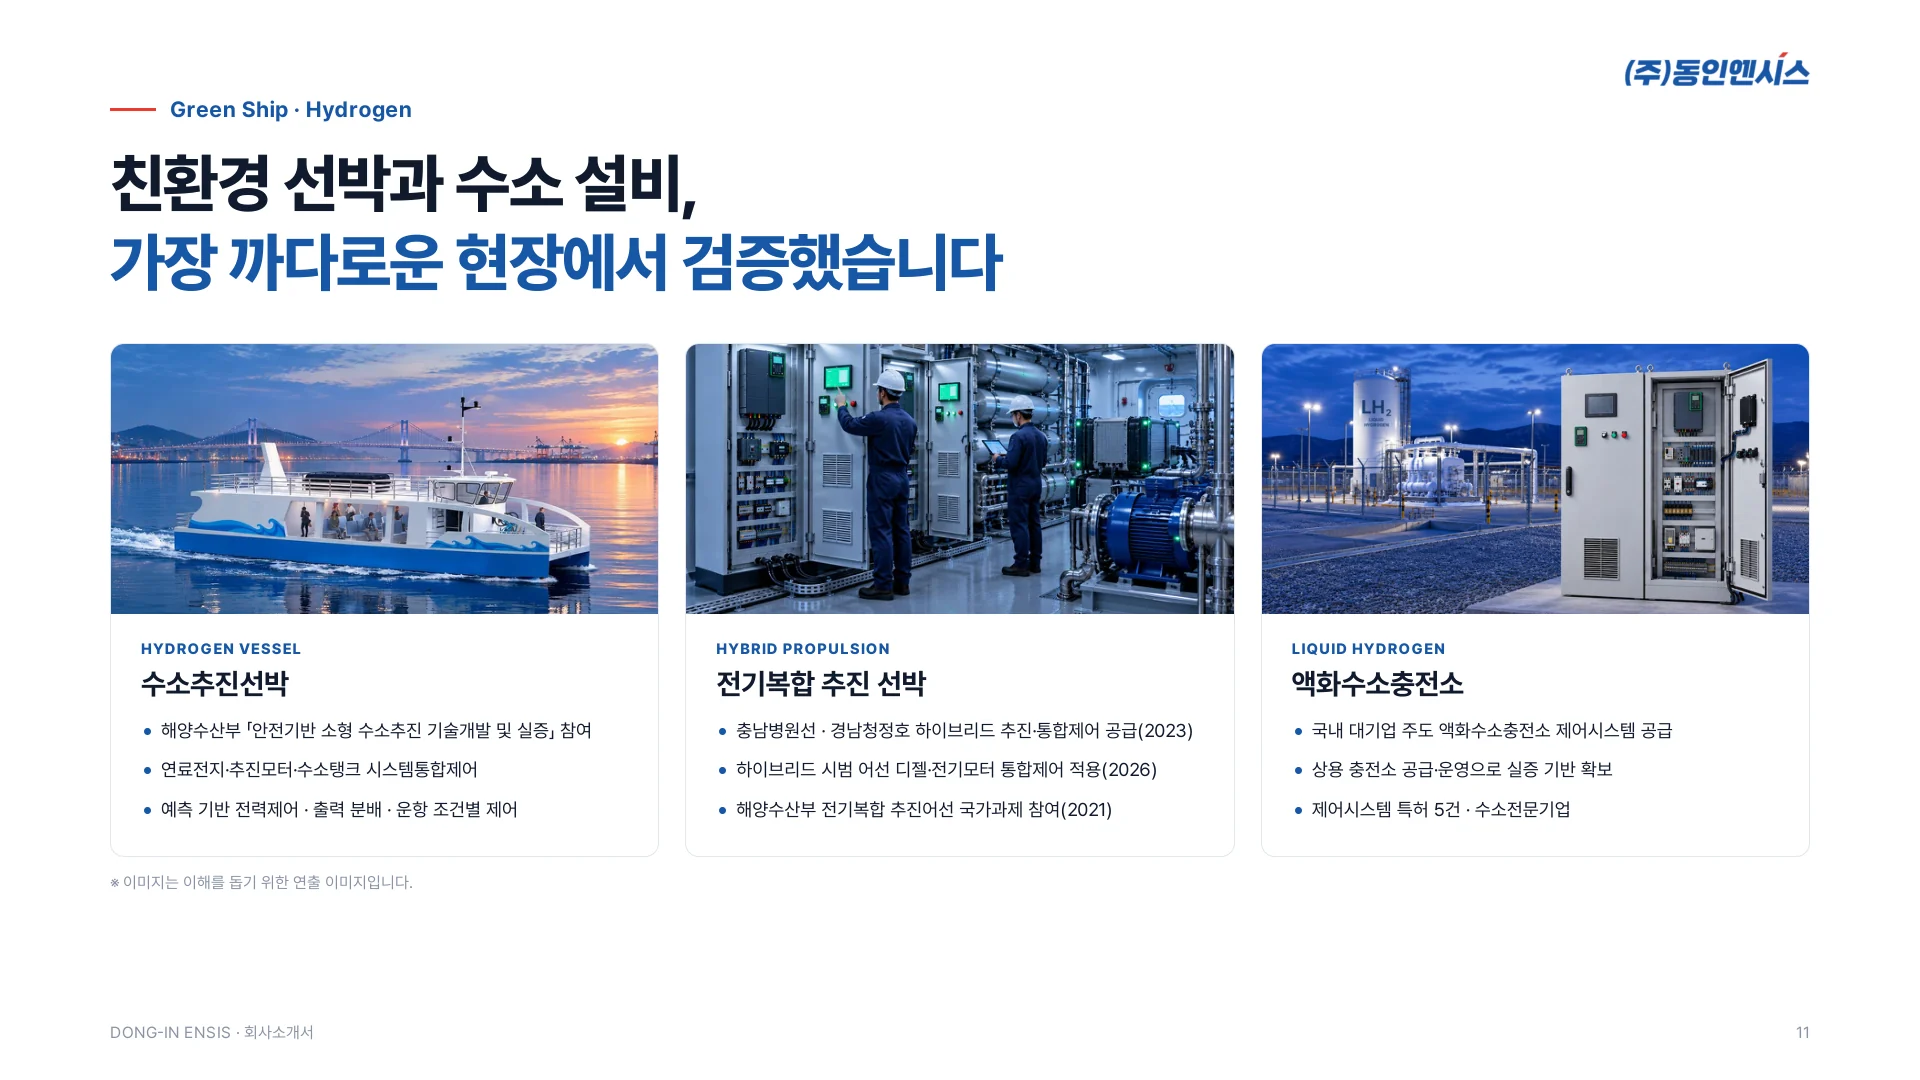 (주)동인엔시스
Green Ship · Hydrogen
친환경 선박과 수소 설비,
가장 까다로운 현장에서 검증했습니다
LH₂
LIQUID
HYDROGEN
HYDROGEN VESSEL
수소추진선박
• 해양수산부 「안전기반 소형 수소추진 기술개발 및 실증」 참여
• 연료전지·추진모터·수소탱크 시스템통합제어
• 예측 기반 전력제어 · 출력 분배 · 운항 조건별 제어
HYBRID PROPULSION
전기복합 추진 선박
• 충남병원선 · 경남청정호 하이브리드 추진·통합제어 공급(2023)
• 하이브리드 시범 어선 디젤·전기모터 통합제어 적용(2026)
• 해양수산부 전기복합 추진어선 국가과제 참여(2021)
LIQUID HYDROGEN
액화수소충전소
• 국내 대기업 주도 액화수소충전소 제어시스템 공급
• 상용 충전소 공급·운영으로 실증 기반 확보
• 제어시스템 특허 5건 · 수소전문기업
※ 이미지는 이해를 돕기 위한 연출 이미지입니다.
DONG-IN ENSIS · 회사소개서
11